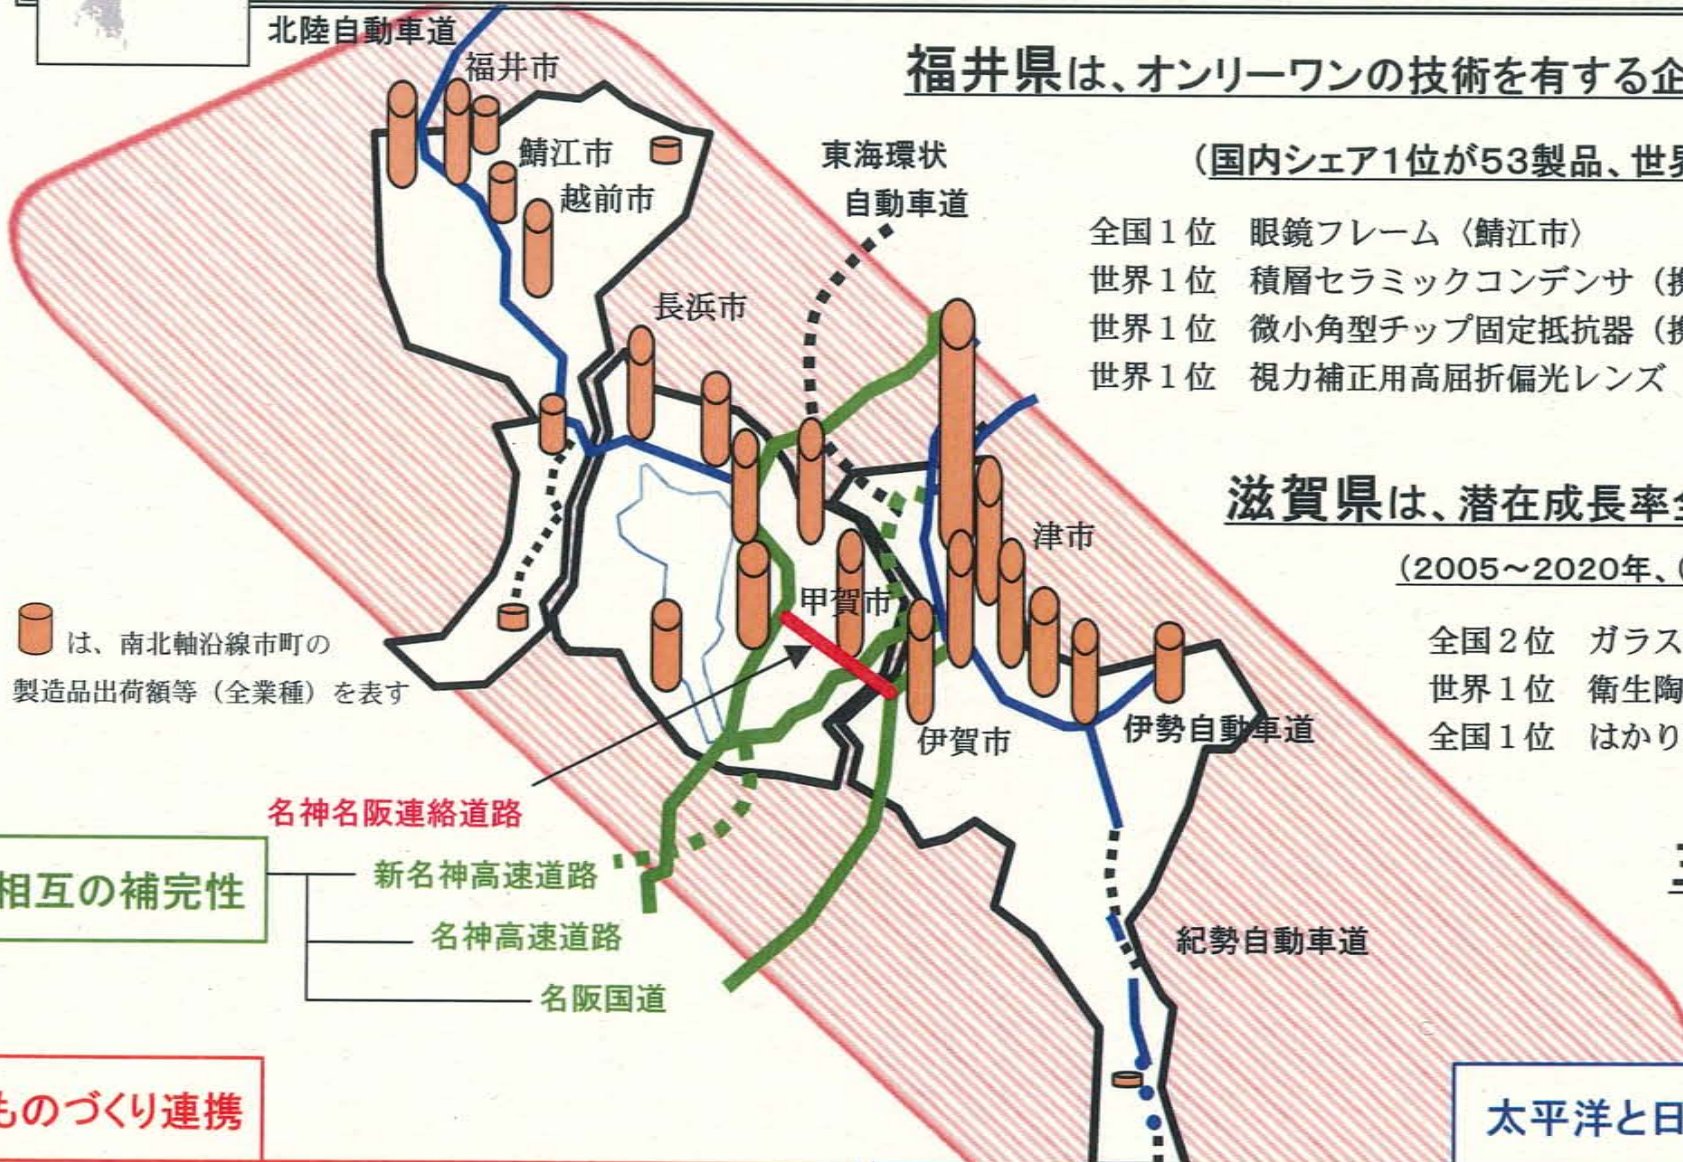 北陸自動車道
福井市
鯖江市
越前市
長浜市
東海環状
自動車道
福井県は、オンリーワンの技術を有する企
（国内シェア1位が53製品、世界
全国１位　眼鏡フレーム〈鯖江市〉
世界１位　積層セラミックコンデンサ（携
世界１位　微小角型チップ固定抵抗器（携
世界１位　視力補正用高屈折偏光レンズ
滋賀県は、潜在成長率全
（2005～2020年、（
全国２位　ガラス
世界１位　衛生陶
全国１位　はかり
津市
甲賀市
伊賀市
伊勢自動車道
は、南北軸沿線市町の
製造品出荷額等（全業種）を表す
名神名阪連絡道路
相互の補完性
新名神高速道路
名神高速道路
名阪国道
紀勢自動車道
ものづくり連携
太平洋と日